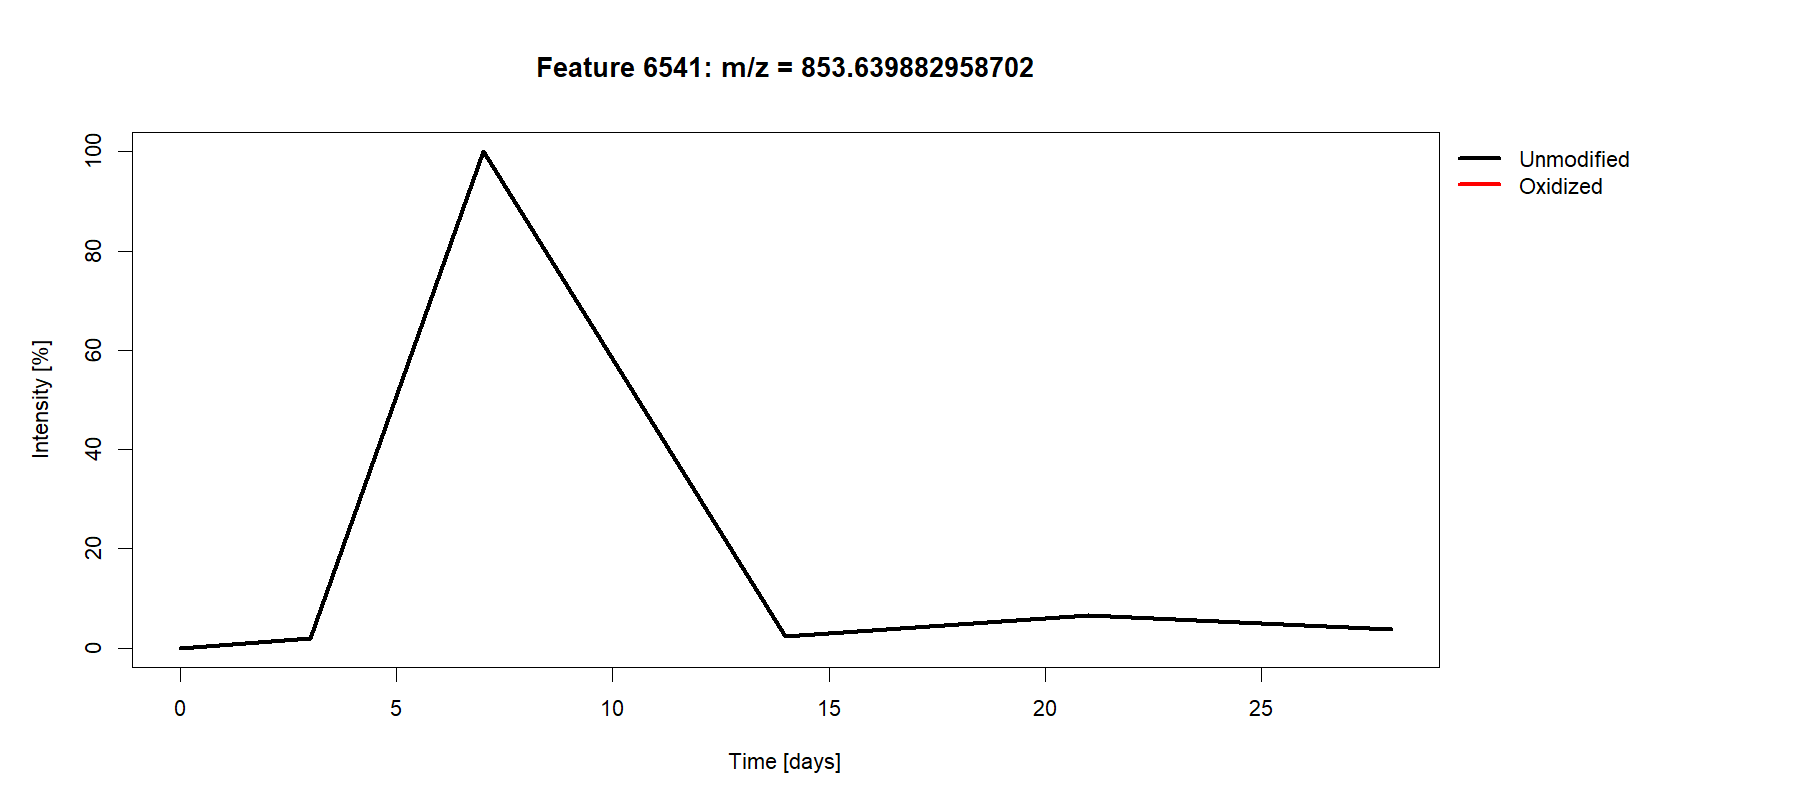 Feature 6541: m/z = 853.639882958702
Unmodified
Oxidized
Intensity [%]
100
80
60
40
20
0
0 5 10 15 20 25
Time [days]